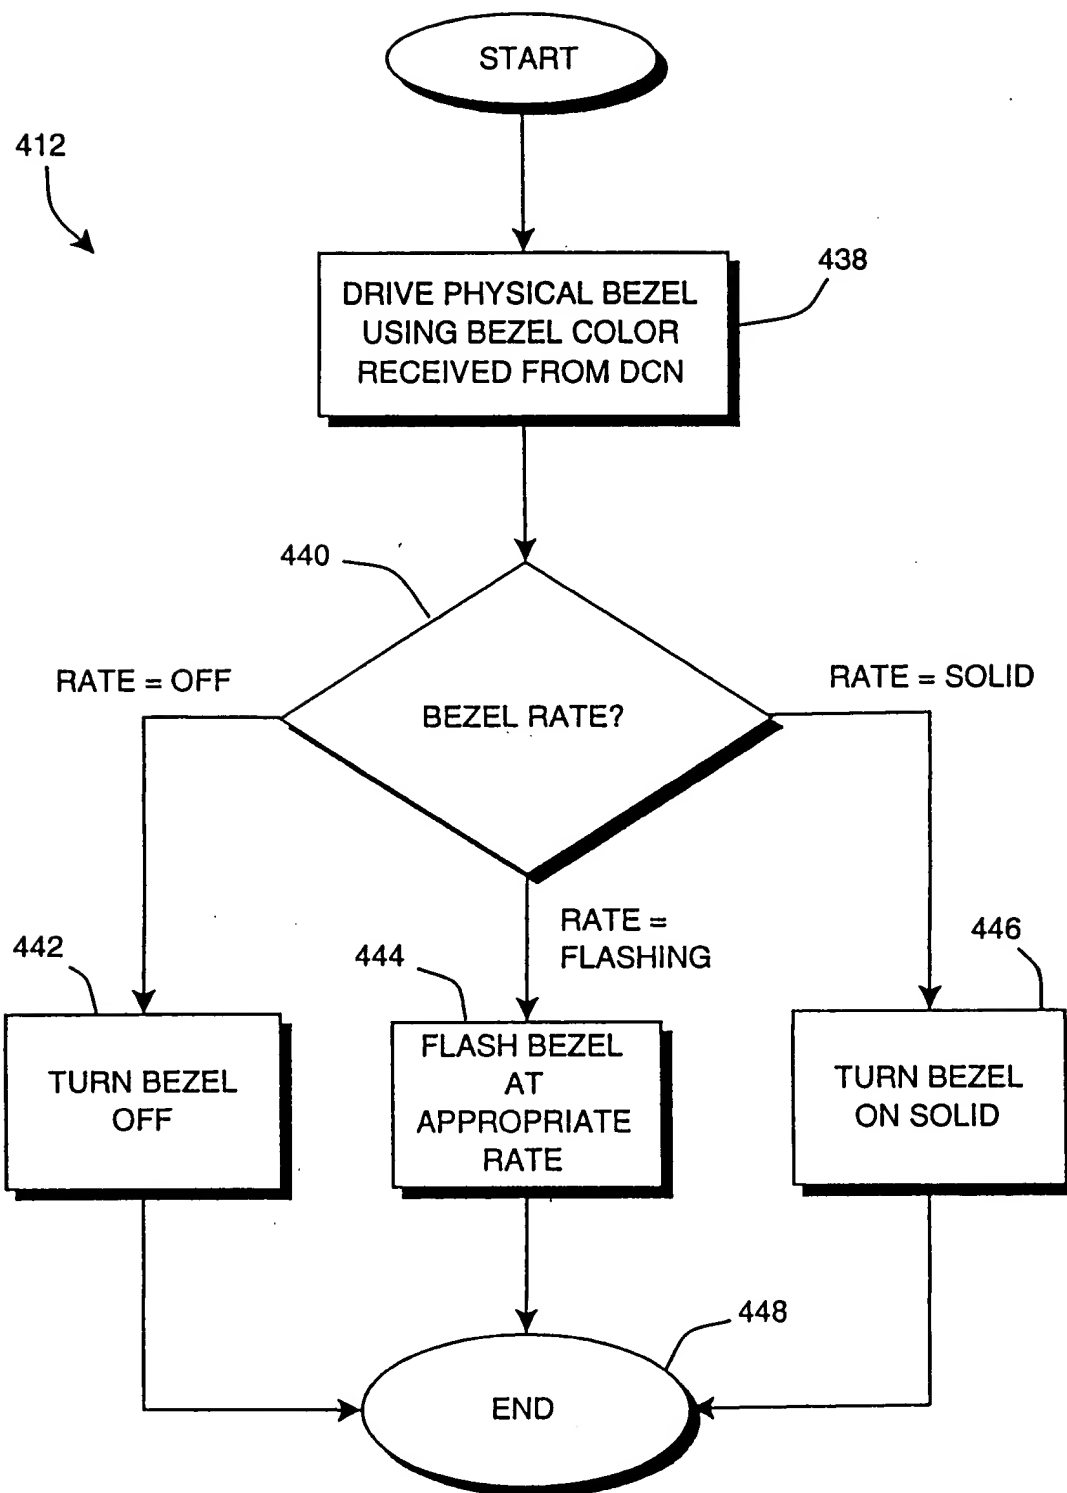 START
412
438
DRIVE PHYSICAL BEZEL
USING BEZEL COLOR
RECEIVED FROM DCN
440
RATE = OFF
RATE = SOLID
BEZEL RATE?
RATE =
FLASHING
442
444
446
TURN BEZEL
OFF
FLASH BEZEL
AT
APPROPRIATE
RATE
TURN BEZEL
ON SOLID
448
END